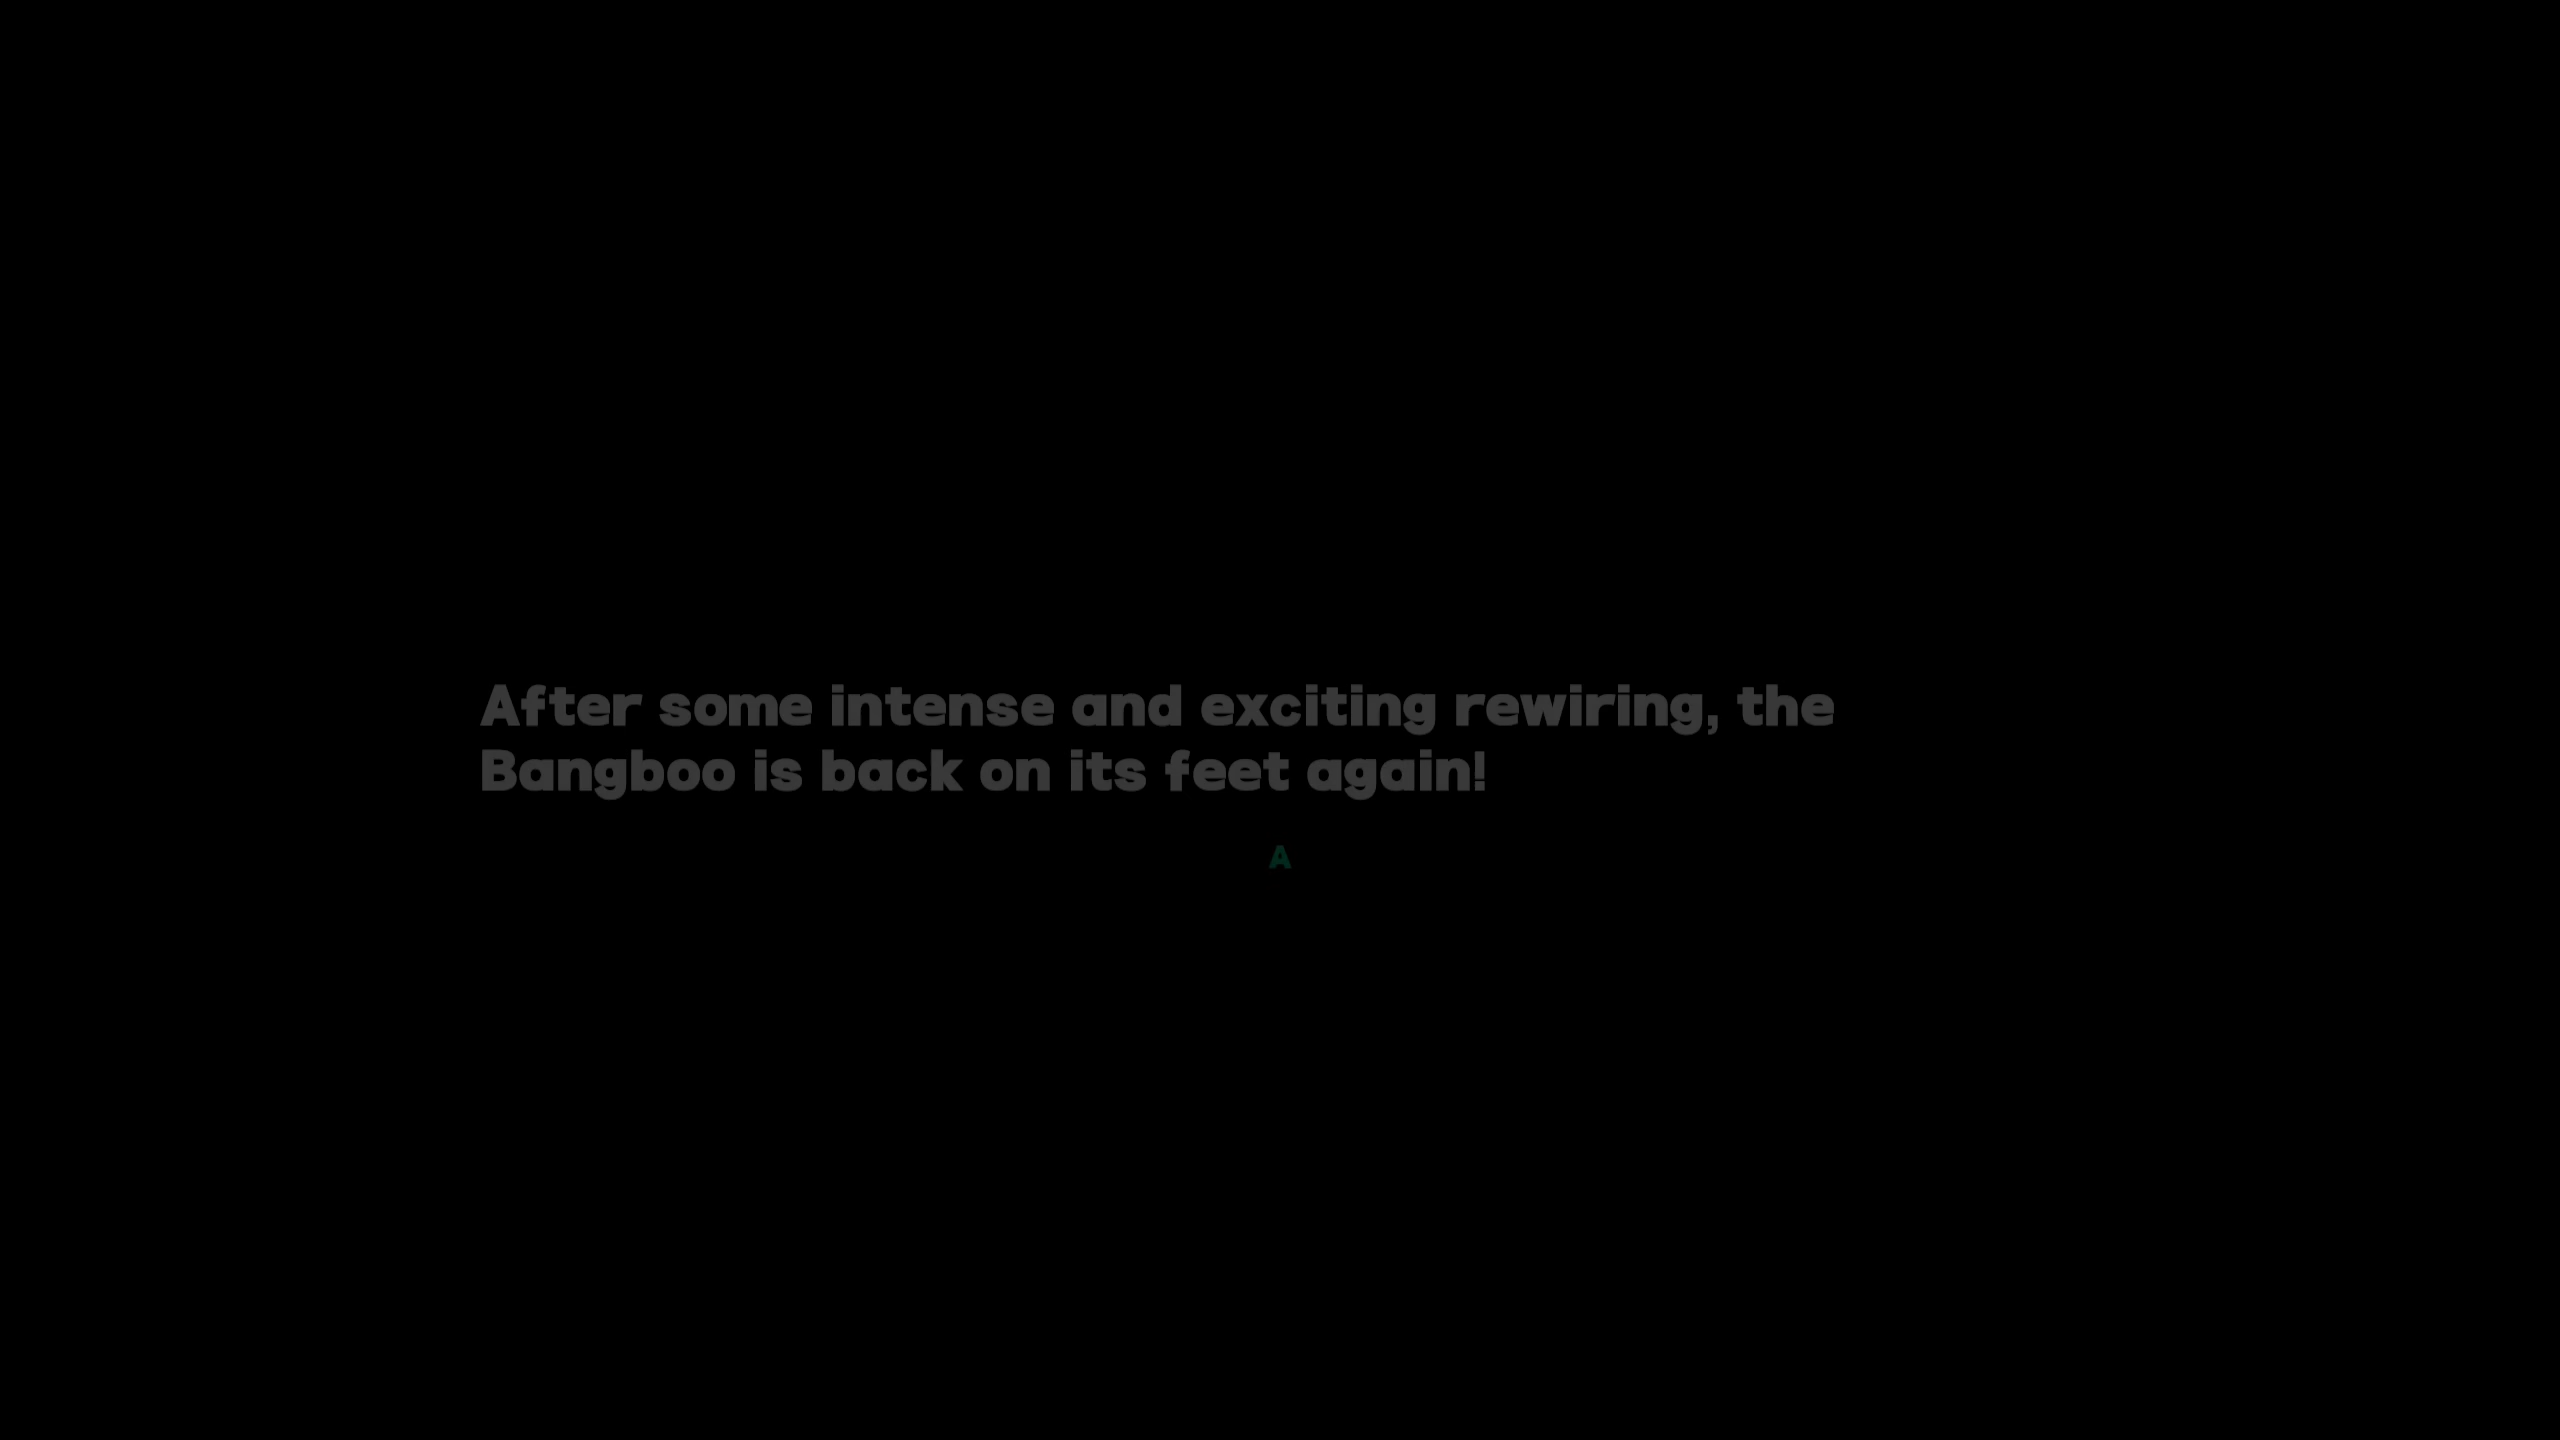 After some intense and exciting rewiring, the
Bangboo is back on its feet again!
A